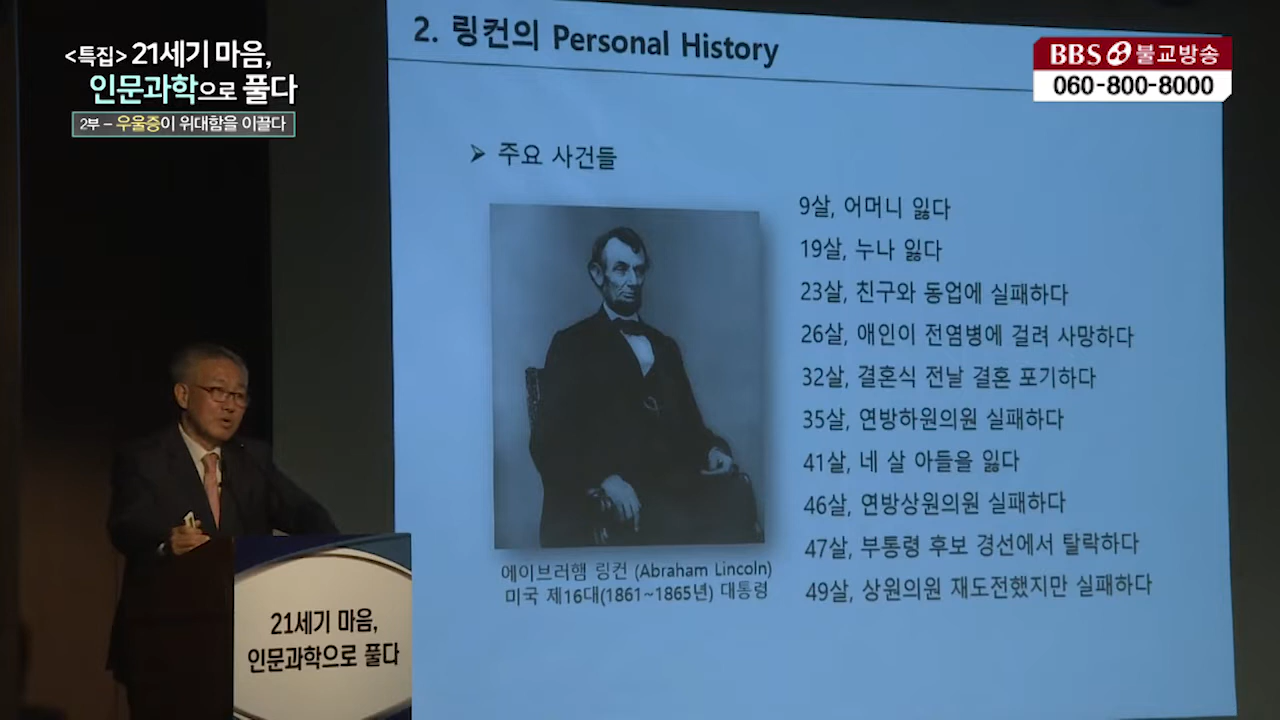 <특집> 21세기 마음,
인문과학으로 풀다
2부 - 우울증이 위대함을 이끌다
BBS 불교방송
060-800-8000
2. 링컨의 Personal History
➢ 주요 사건들
9살, 어머니 잃다
19살, 누나 잃다
23살, 친구와 동업에 실패하다
26살, 애인이 전염병에 걸려 사망하다
32살, 결혼식 전날 결혼 포기하다
35살, 연방하원의원 실패하다
41살, 네 살 아들을 잃다
46살, 연방상원의원 실패하다
47살, 부통령 후보 경선에서 탈락하다
49살, 상원의원 재도전했지만 실패하다
에이브러햄 링컨 (Abraham Lincoln)
미국 제16대(1861~1865년) 대통령
21세기 마음,
인문과학으로 풀다